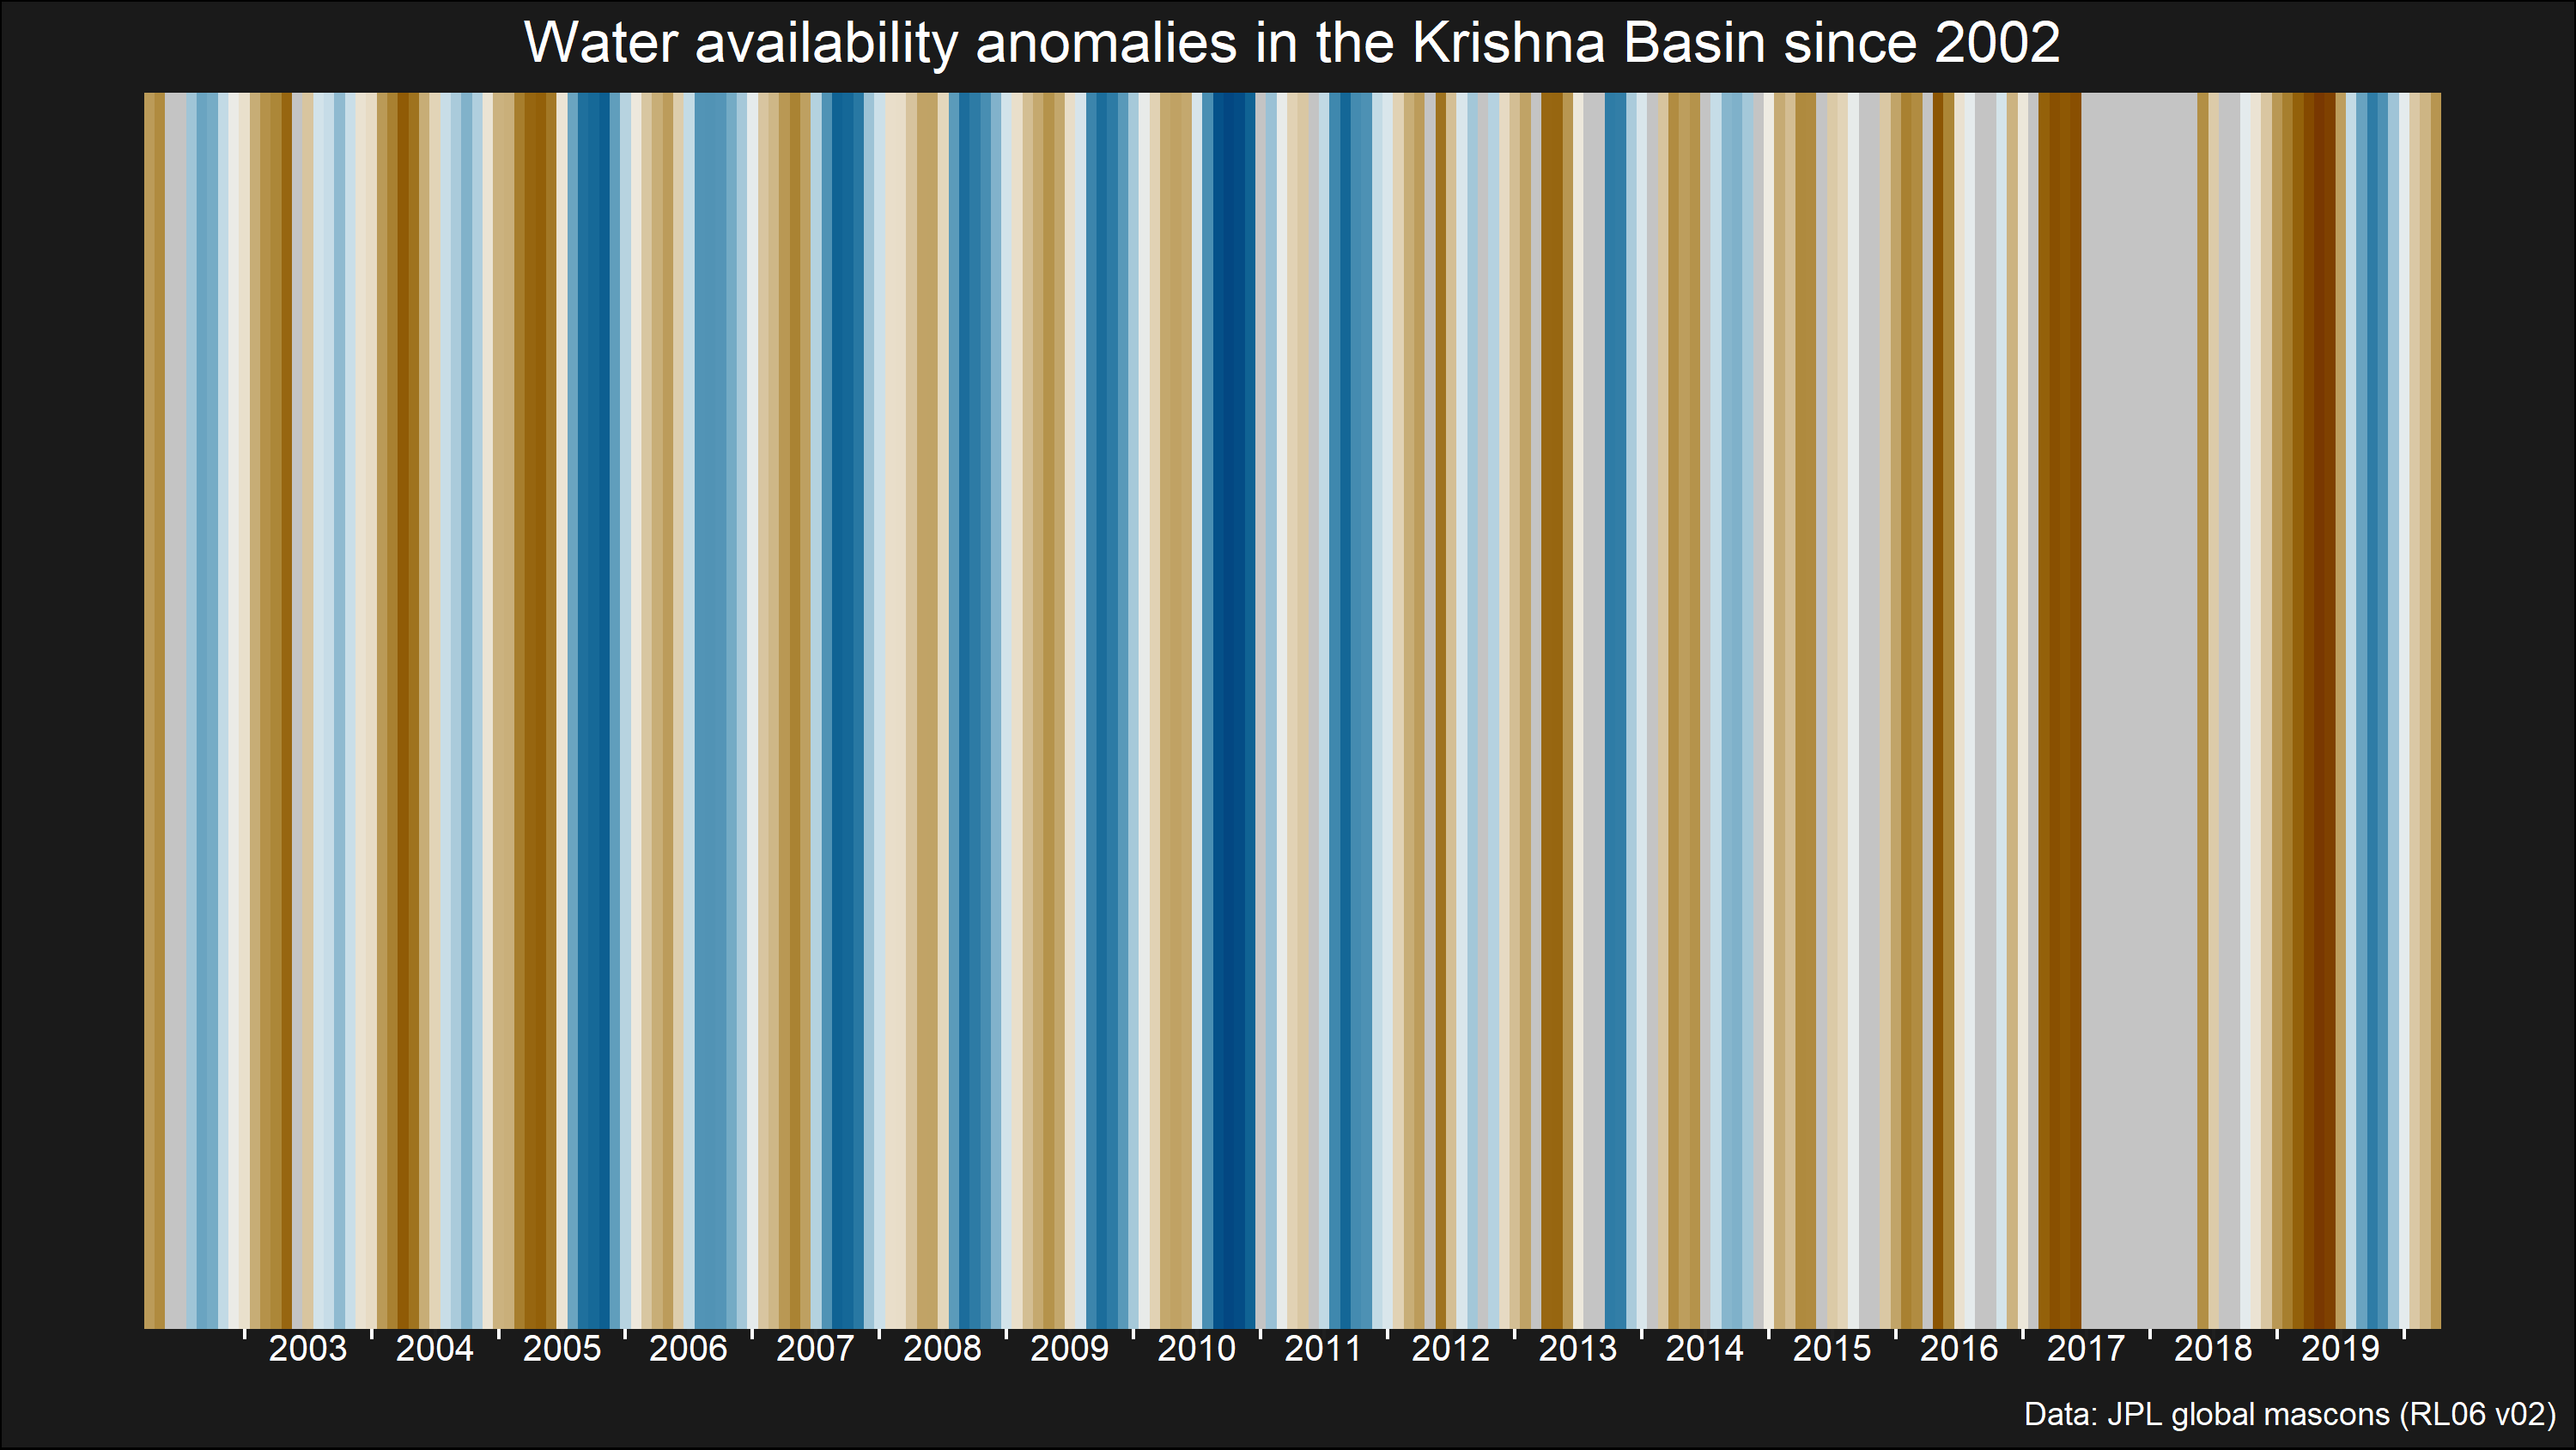 Water availability anomalies in the Krishna Basin since 2002
2003 2004 2005 2006 2007 2008 2009 2010 2011 2012 2013 2014 2015 2016 2017 2018 2019
Data: JPL global mascons (RL06 v02)